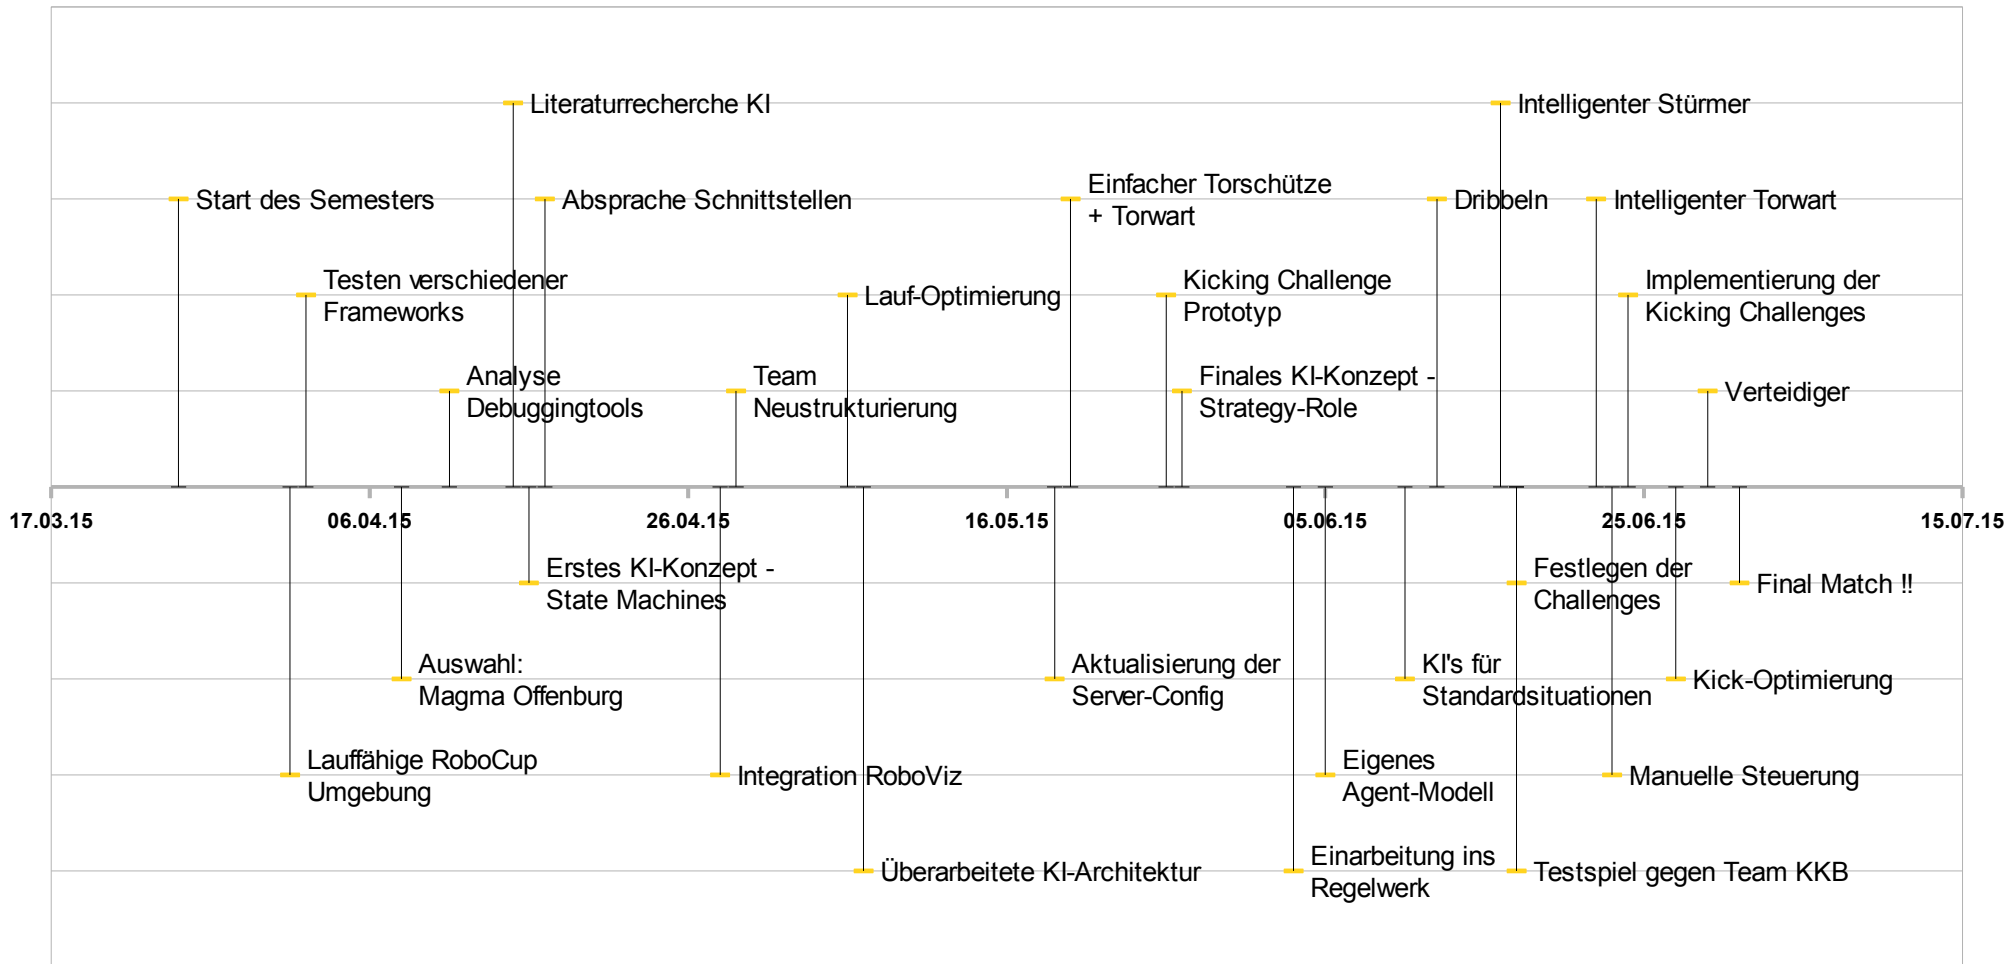 Literaturrecherche KI
Intelligenter Stürmer
Start des Semesters
Absprache Schnittstellen
Einfacher Torschütze
+ Torwart
Dribbeln
Intelligenter Torwart
Testen verschiedener
Frameworks
Lauf-Optimierung
Kicking Challenge
Prototyp
Implementierung der
Kicking Challenges
Analyse
Debuggingtools
Team
Neustrukturierung
Finales KI-Konzept -
Strategy-Role
Verteidiger
17.03.15
06.04.15
26.04.15
16.05.15
05.06.15
25.06.15
15.07.15
Erstes KI-Konzept -
State Machines
Festlegen der
Challenges
Final Match !!
Auswahl:
Magma Offenburg
Aktualisierung der
Server-Config
KI's für
Standardsituationen
Kick-Optimierung
Lauffähige RoboCup
Umgebung
Integration RoboViz
Eigenes
Agent-Modell
Manuelle Steuerung
Überarbeitete KI-Architektur
Einarbeitung ins
Regelwerk
Testspiel gegen Team KKB